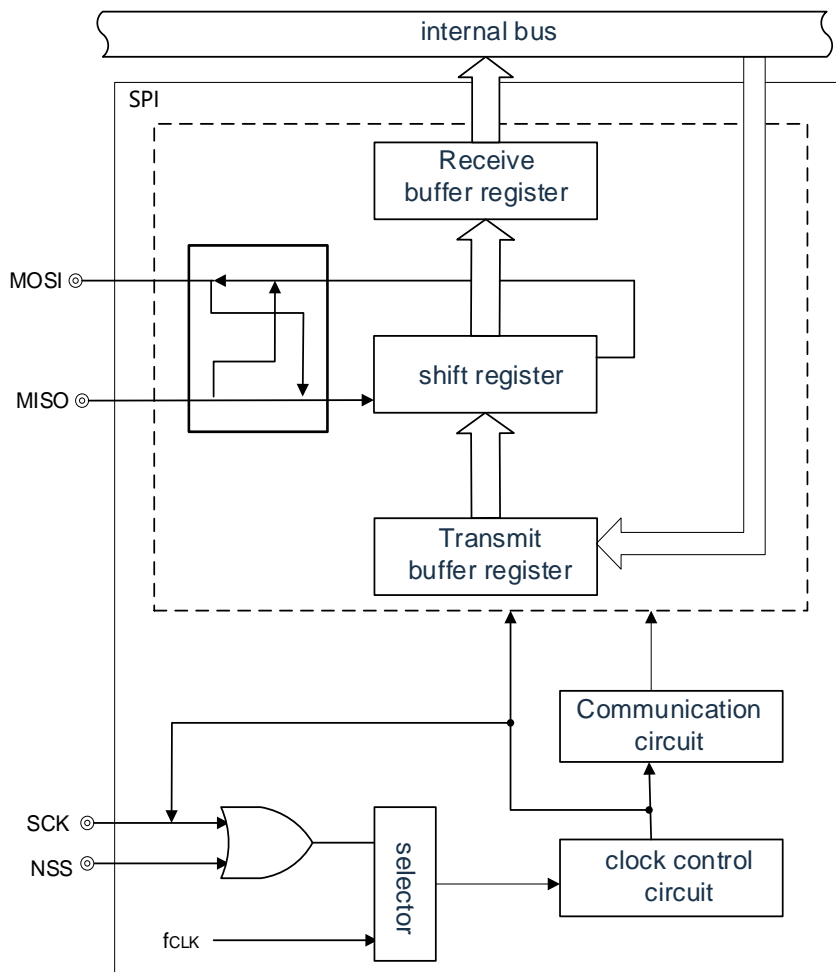 internal bus
SPI
Receive
buffer register
MOSI
shift register
MISO
Transmit
buffer register
Communication
circuit
SCK
NSS
selector
clock control
circuit
fCLK